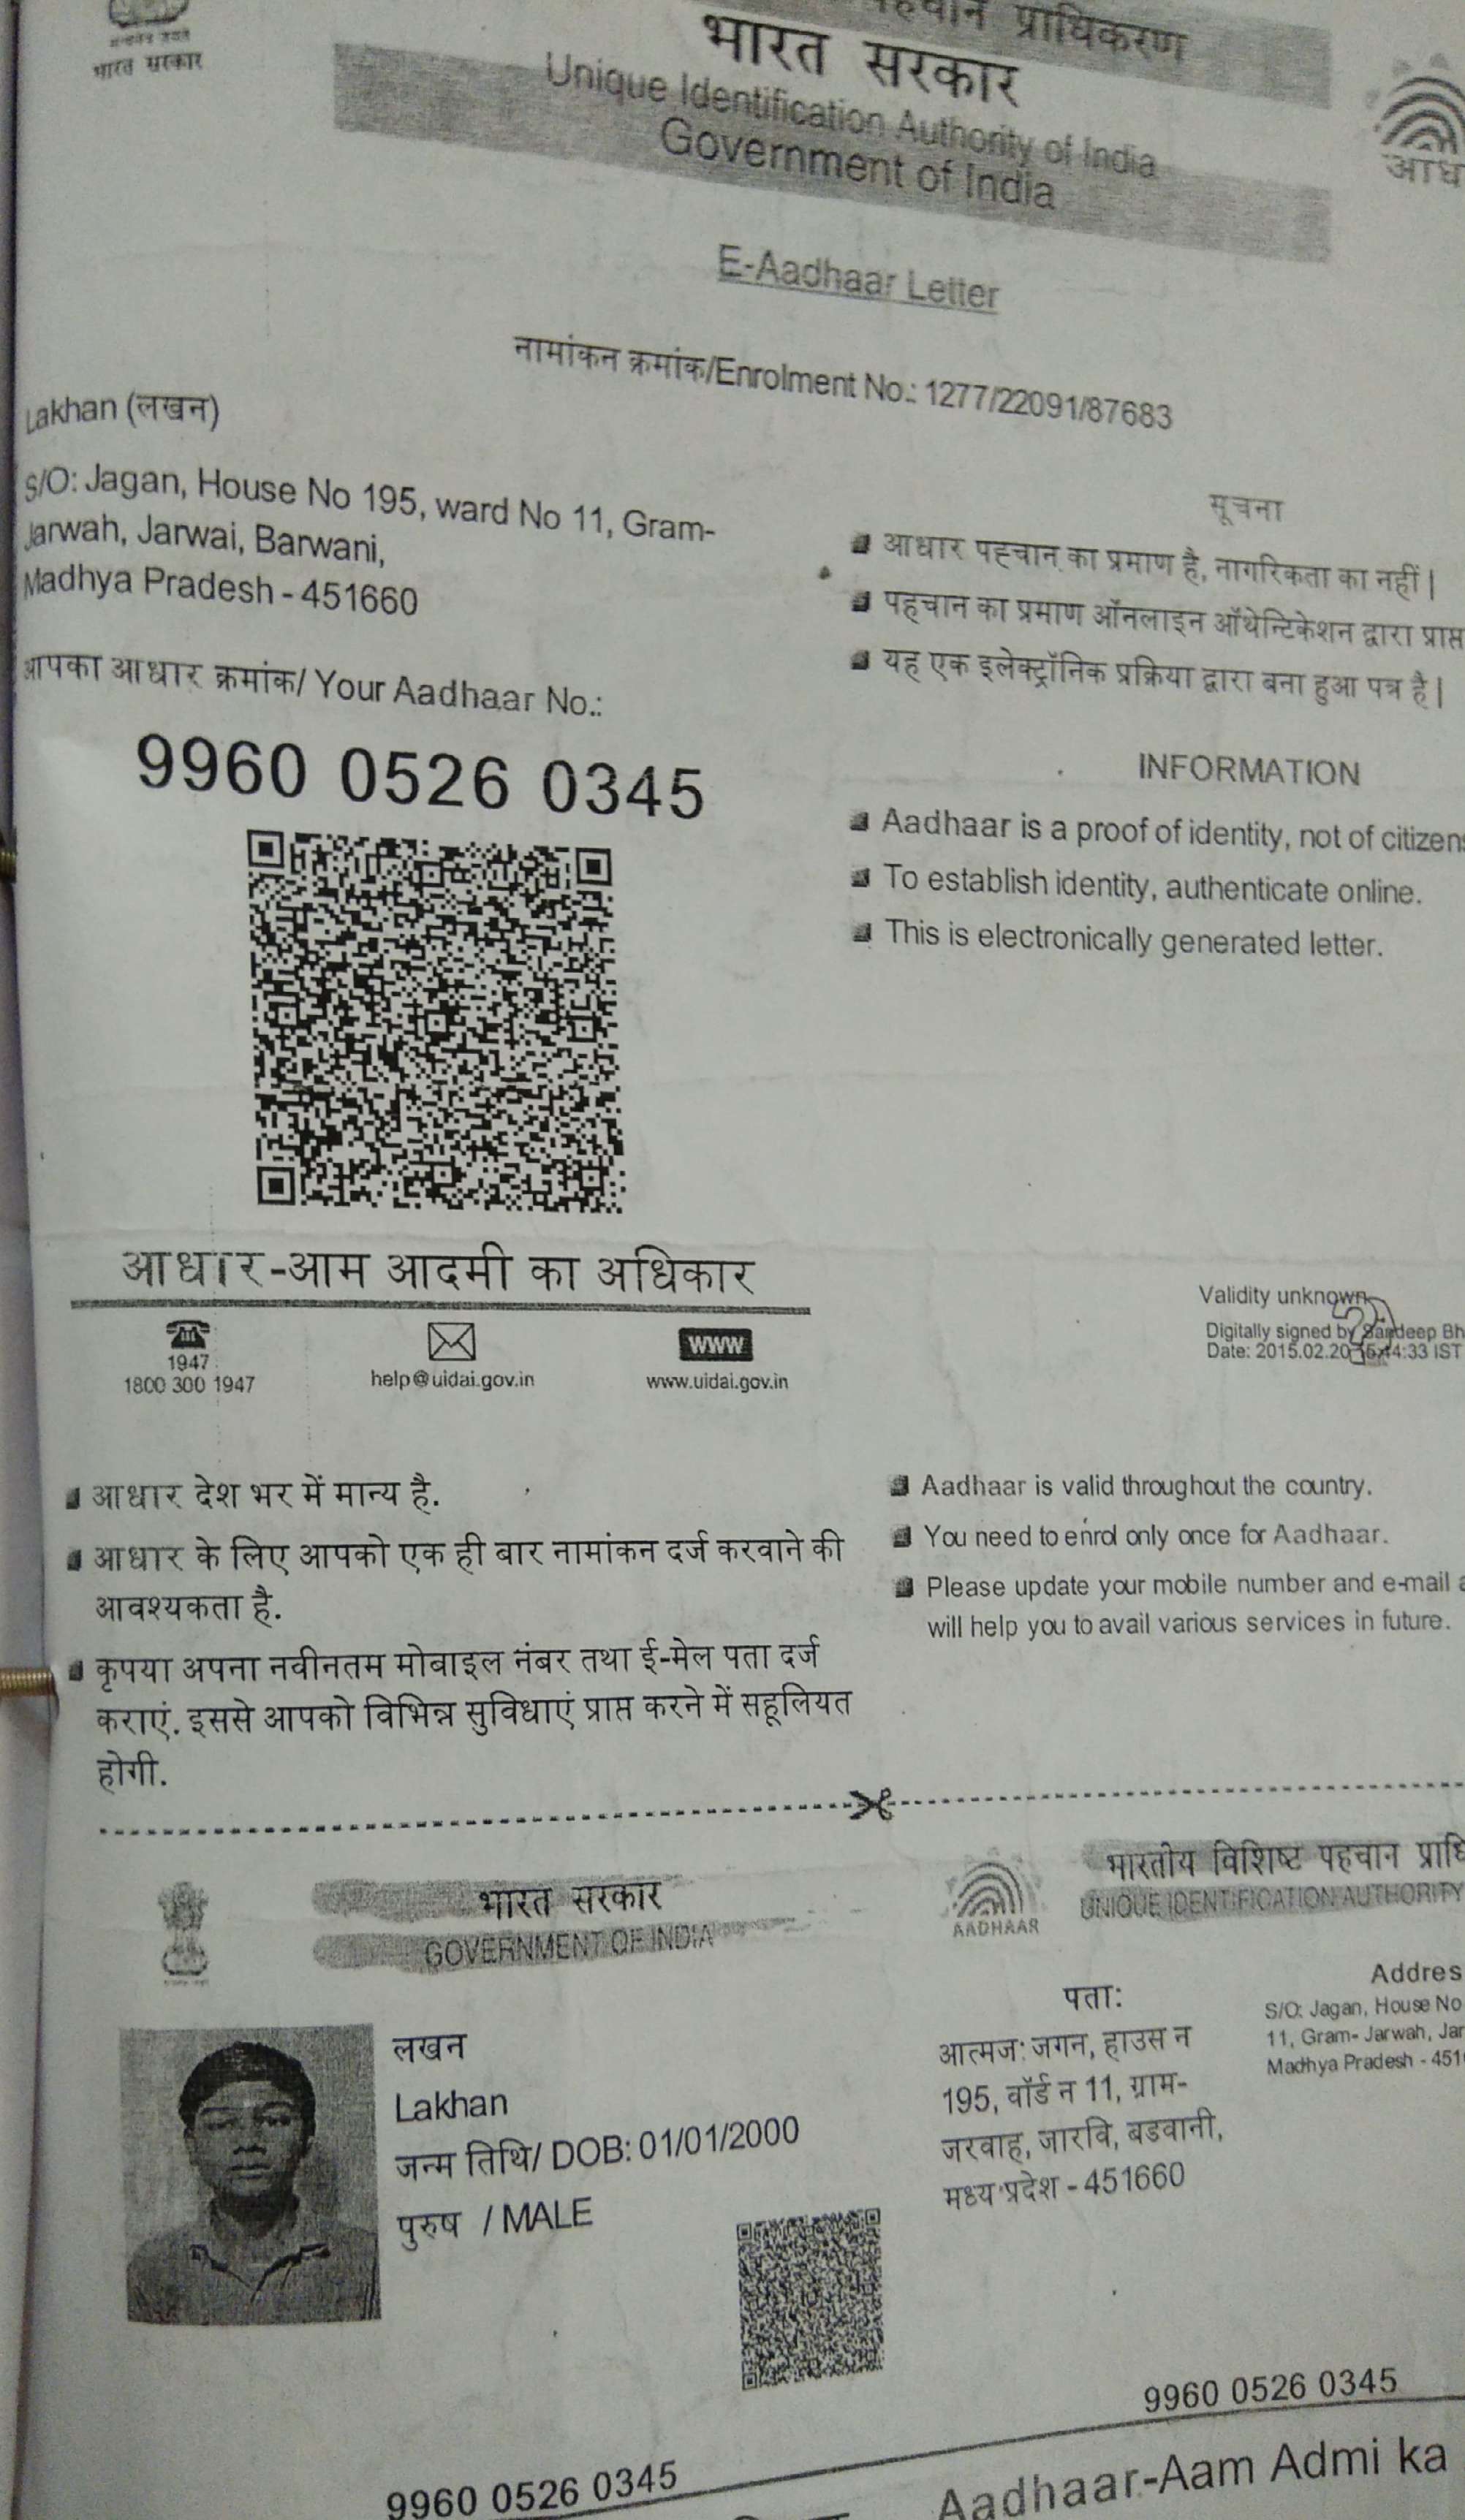 भारत सरकार
पहचान प्राधिकरण
भारत सरकार
Unique Identification Authority of India
Government of India
E-Aadhaar Letter
नामांकन क्रमांक/Enrolment No.: 1277/22091/87683
Lakhan (लखन)
S/O: Jagan, House No 195, ward No 11, Gram-
Jarwah, Jarwai, Barwani,
Madhya Pradesh - 451660
आपका आधार क्रमांक/ Your Aadhaar No.:
9960 0526 0345
सूचना
आधार पहचान का प्रमाण है, नागरिकता का नहीं |
पहचान का प्रमाण ऑनलाइन ऑथेन्टिकेशन द्वारा प्राप्त
यह एक इलेक्ट्रॉनिक प्रक्रिया द्वारा बना हुआ पत्र है |
INFORMATION
Aadhaar is a proof of identity, not of citizens
To establish identity, authenticate online.
This is electronically generated letter.
आधार-आम आदमी का अधिकार
1947
1800 300 1947
help@uidai.gov.in
www
www.uidai.gov.in
Validity unknown
Digitally signed by Sandeep Bh
Date: 2015.02.20 :44:33 IST
आधार देश भर में मान्य है.
आधार के लिए आपको एक ही बार नामांकन दर्ज करवाने की
आवश्यकता है.
कृपया अपना नवीनतम मोबाइल नंबर तथा ई-मेल पता दर्ज
कराएं. इससे आपको विभिन्न सुविधाएं प्राप्त करने में सहूलियत
होगी.
Aadhaar is valid throughout the country.
You need to enrol only once for Aadhaar.
Please update your mobile number and e-mail a
will help you to avail various services in future.
भारत सरकार
GOVERNMENT OF INDIA
लखन
Lakhan
जन्म तिथि/ DOB: 01/01/2000
पुरुष / MALE
9960 0526 0345
AADHAAR
भारतीय विशिष्ट पहचान प्राधि
UNIQUE IDENTIFICATION AUTHORITY
पता:
आत्मज: जगन, हाउस न
195, वॉर्ड न 11, ग्राम-
जरवाह, जारवि, बडवानी,
मध्य प्रदेश - 451660
Addres
S/O: Jagan, House No
11, Gram- Jarwah, Jar
Madhya Pradesh - 451
9960 0526 0345
Aadhaar-Aam Admi ka